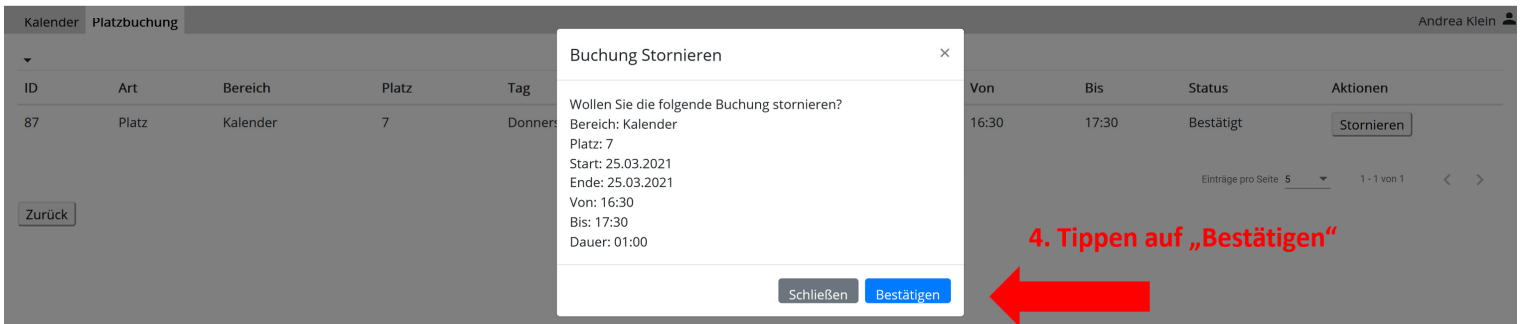 Kalender Platzbuchung Andrea Klein
Buchung Stornieren ×
ID Art Bereich Platz Tag Von Bis Status Aktionen
87 Platz Kalender 7 Donners 16:30 17:30 Bestätigt Stornieren
Wollen Sie die folgende Buchung stornieren?
Bereich: Kalender
Platz: 7
Start: 25.03.2021
Ende: 25.03.2021
Von: 16:30
Bis: 17:30
Dauer: 01:00
Einträge pro Seite 5 1 - 1 von 1
Zurück
4. Tippen auf „Bestätigen“
Schließen Bestätigen